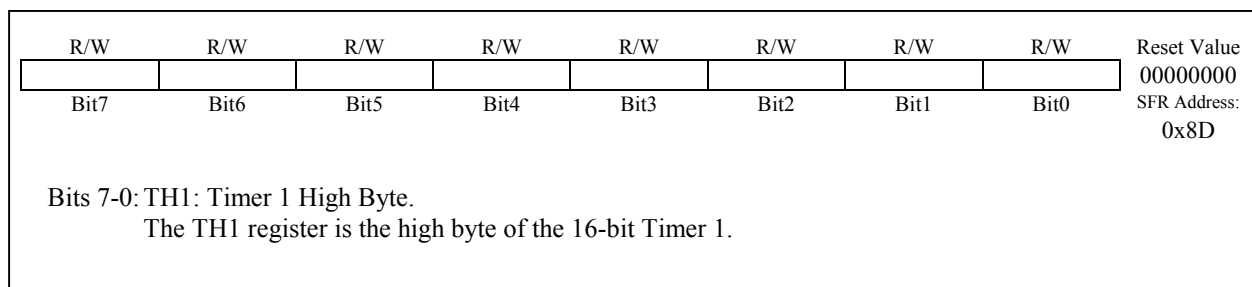 R/W R/W R/W R/W R/W R/W R/W R/W Reset Value
00000000
Bit7 Bit6 Bit5 Bit4 Bit3 Bit2 Bit1 Bit0 SFR Address:
0x8D
Bits 7-0: TH1: Timer 1 High Byte.
The TH1 register is the high byte of the 16-bit Timer 1.